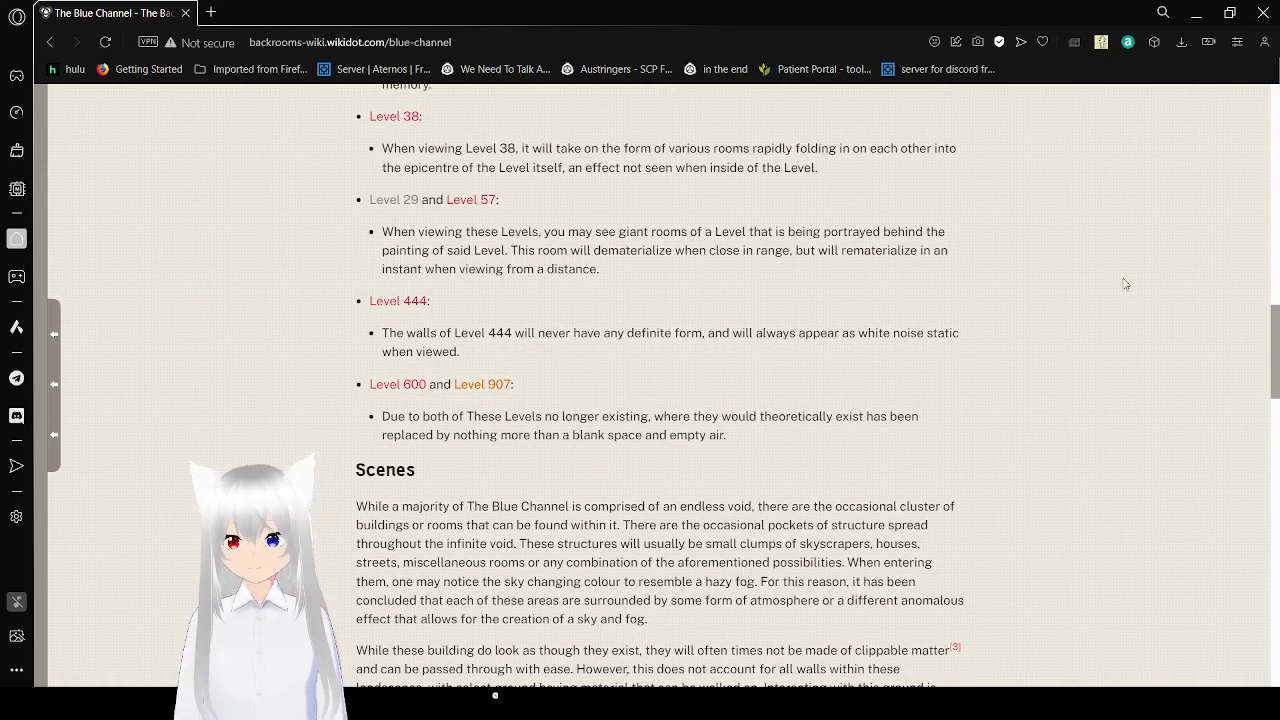 The Blue Channel - The Bac
VPN
Not secure
backrooms-wiki.wikidot.com/blue-channel
hulu
Getting Started
Imported from Firef...
Server | Aternos | Fr...
We Need To Talk A...
Austringers - SCP F...
in the end
Patient Portal - tool...
server for discord fr...
memory.
Level 38:
When viewing Level 38, it will take on the form of various rooms rapidly folding in on each other into
the epicentre of the Level itself, an effect not seen when inside of the Level.
Level 29 and Level 57:
When viewing these Levels, you may see giant rooms of a Level that is being portrayed behind the
painting of said Level. This room will dematerialize when close in range, but will rematerialize in an
instant when viewing from a distance.
Level 444:
The walls of Level 444 will never have any definite form, and will always appear as white noise static
when viewed.
Level 600 and Level 907:
Due to both of These Levels no longer existing, where they would theoretically exist has been
replaced by nothing more than a blank space and empty air.
Scenes
While a majority of The Blue Channel is comprised of an endless void, there are the occasional cluster of
buildings or rooms that can be found within it. There are the occasional pockets of structure spread
throughout the infinite void. These structures will usually be small clumps of skyscrapers, houses,
streets, miscellaneous rooms or any combination of the aforementioned possibilities. When entering
them, one may notice the sky changing colour to resemble a hazy fog. For this reason, it has been
concluded that each of these areas are surrounded by some form of atmosphere or a different anomalous
effect that allows for the creation of a sky and fog.
While these building do look as though they exist, they will often times not be made of clippable matter[3]
and can be passed through with ease. However, this does not account for all walls within these